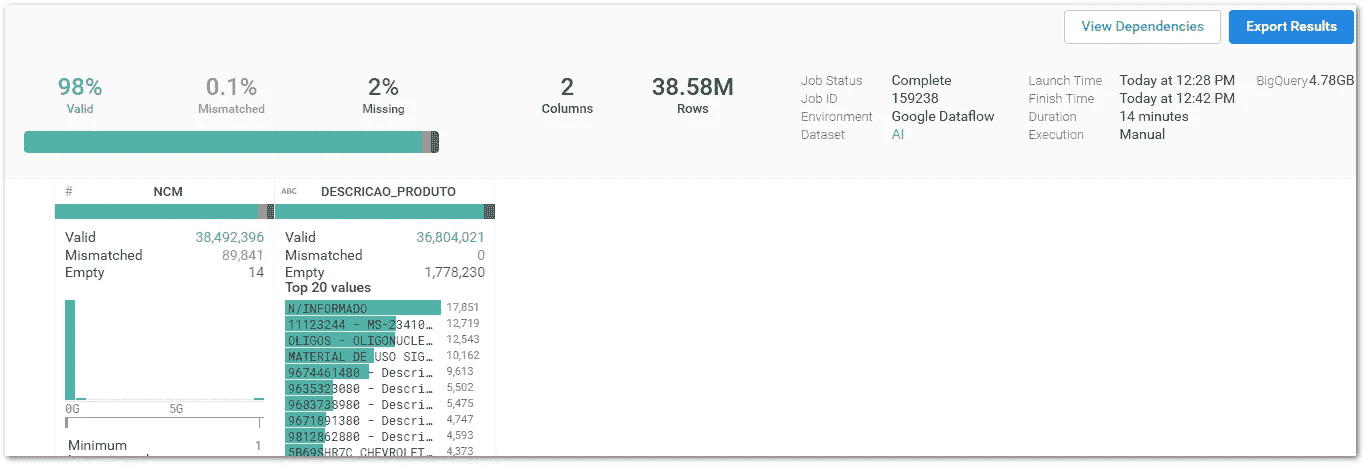 View Dependencies
Export Results
98%
Valid
0.1%
Mismatched
2%
Missing
2
Columns
38.58M
Rows
Job Status Complete
Job ID 159238
Environment Google Dataflow
Dataset AI
Launch Time Today at 12:28 PM
Finish Time Today at 12:42 PM
Duration 14 minutes
Execution Manual
BigQuery 4.78GB
# NCM
Valid 38,492,396
Mismatched 89,841
Empty 14
0G 5G
Minimum 1
ABC DESCRICAO_PRODUTO
Valid 36,804,021
Mismatched 0
Empty 1,778,230
Top 20 values
N/INFORMADO 17,851
11123244 - MS-23410… 12,719
OLIGOS - OLIGONUCLE… 12,543
MATERIAL DE USO SIG… 10,162
9674461480 - Descri… 9,613
9635323080 - Descri… 5,502
9683738980 - Descri… 5,475
9671891380 - Descri… 4,747
9812862880 - Descri… 4,593
5B69SHR7C CHEVROLET… 4,373